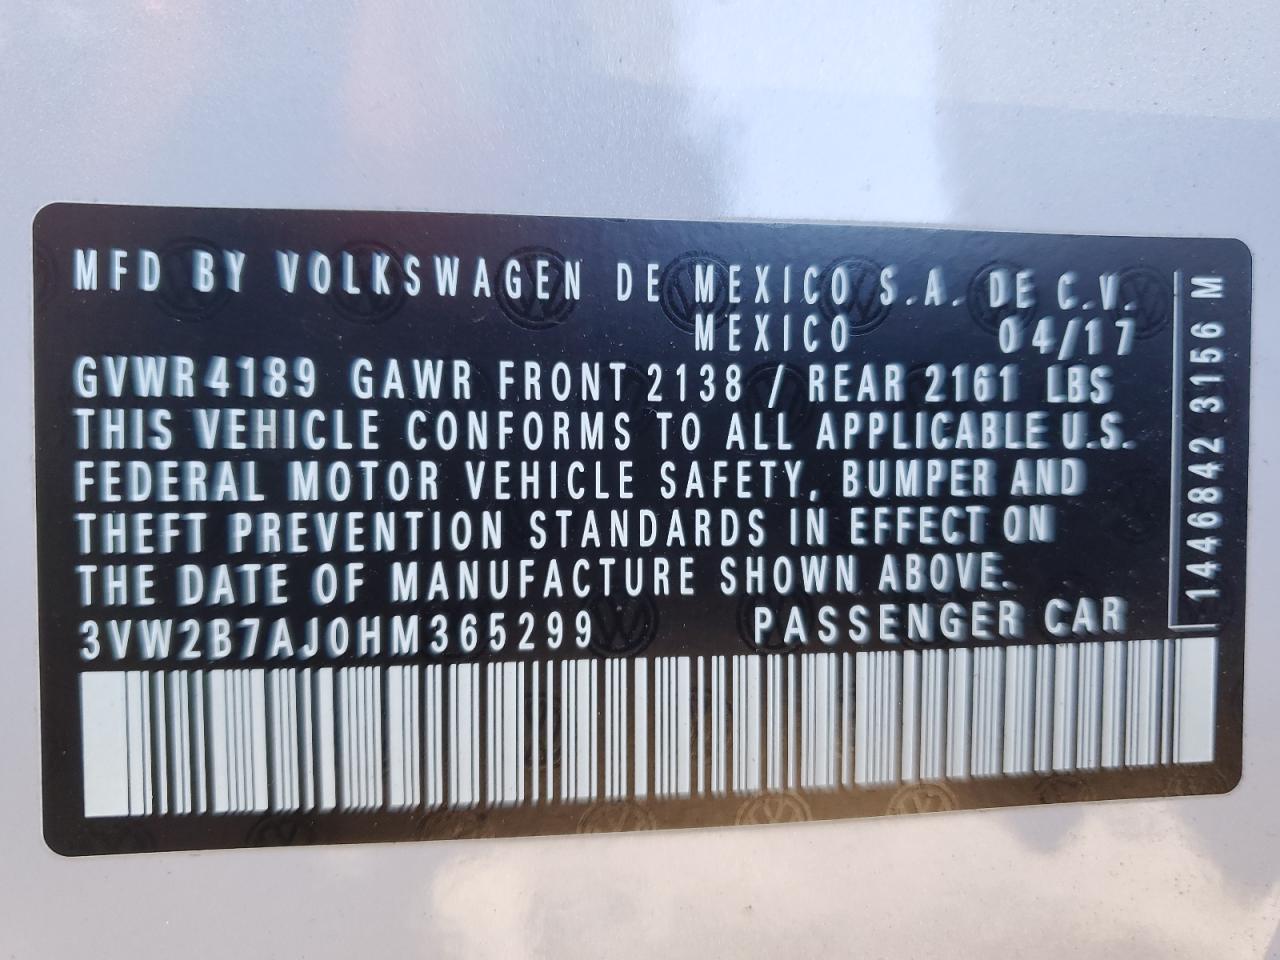 MFD BY VOLKSWAGEN DE MEXICO S.A. DE C.V.
MEXICO 04/17
GVWR 4189 GAWR FRONT 2138 / REAR 2161 LBS
THIS VEHICLE CONFORMS TO ALL APPLICABLE U.S.
FEDERAL MOTOR VEHICLE SAFETY, BUMPER AND
THEFT PREVENTION STANDARDS IN EFFECT ON
THE DATE OF MANUFACTURE SHOWN ABOVE.
3VW2B7AJ0HM365299 PASSENGER CAR
1446842 3156 M